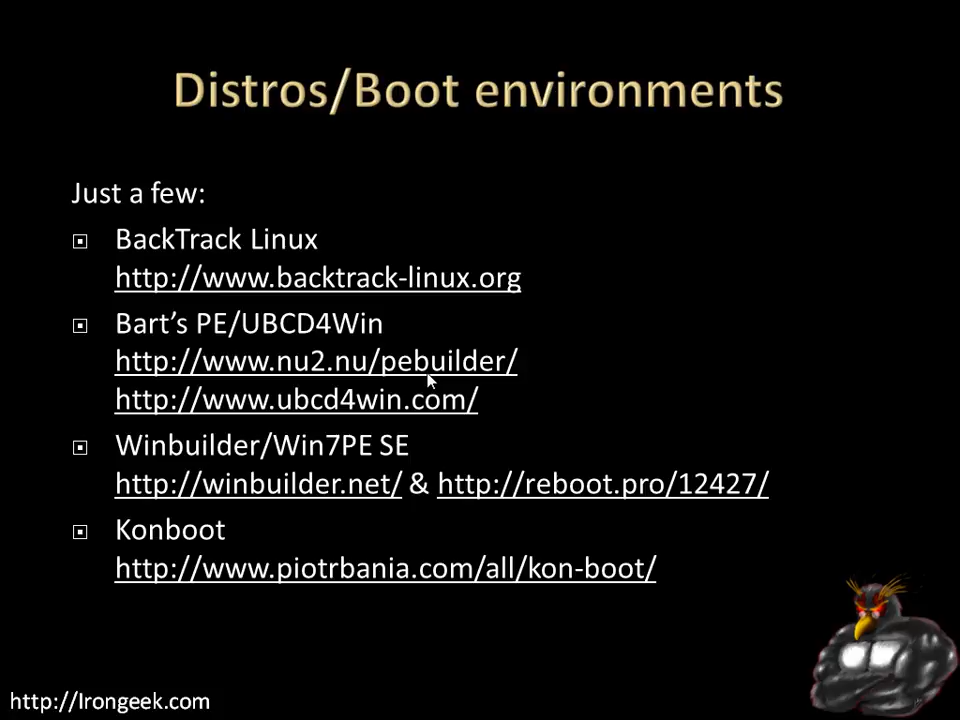 Distros/Boot environments
Just a few:
BackTrack Linux
http://www.backtrack-linux.org
Bart’s PE/UBCD4Win
http://www.nu2.nu/pebuilder/
http://www.ubcd4win.com/
Winbuilder/Win7PE SE
http://winbuilder.net/ & http://reboot.pro/12427/
Konboot
http://www.piotrbania.com/all/kon-boot/
http://Irongeek.com